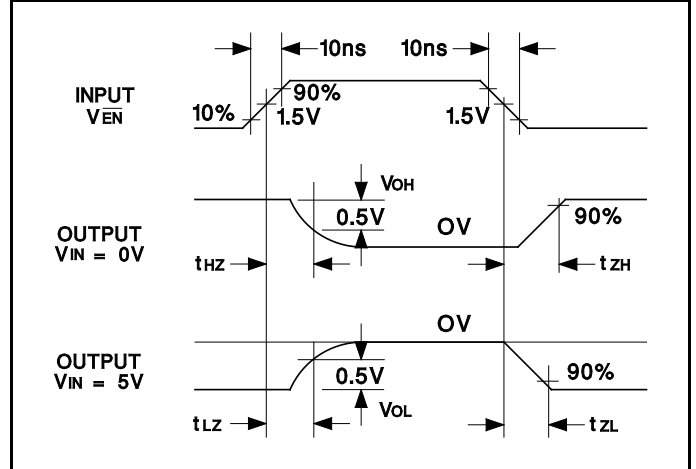 10ns 10ns
INPUT
VEN
10%
90%
1.5V
1.5V
VOH
0.5V
OV
90%
OUTPUT
VIN = 0V
tHZ
tZH
OV
OUTPUT
VIN = 5V
0.5V
90%
VOL
tLZ
tZL